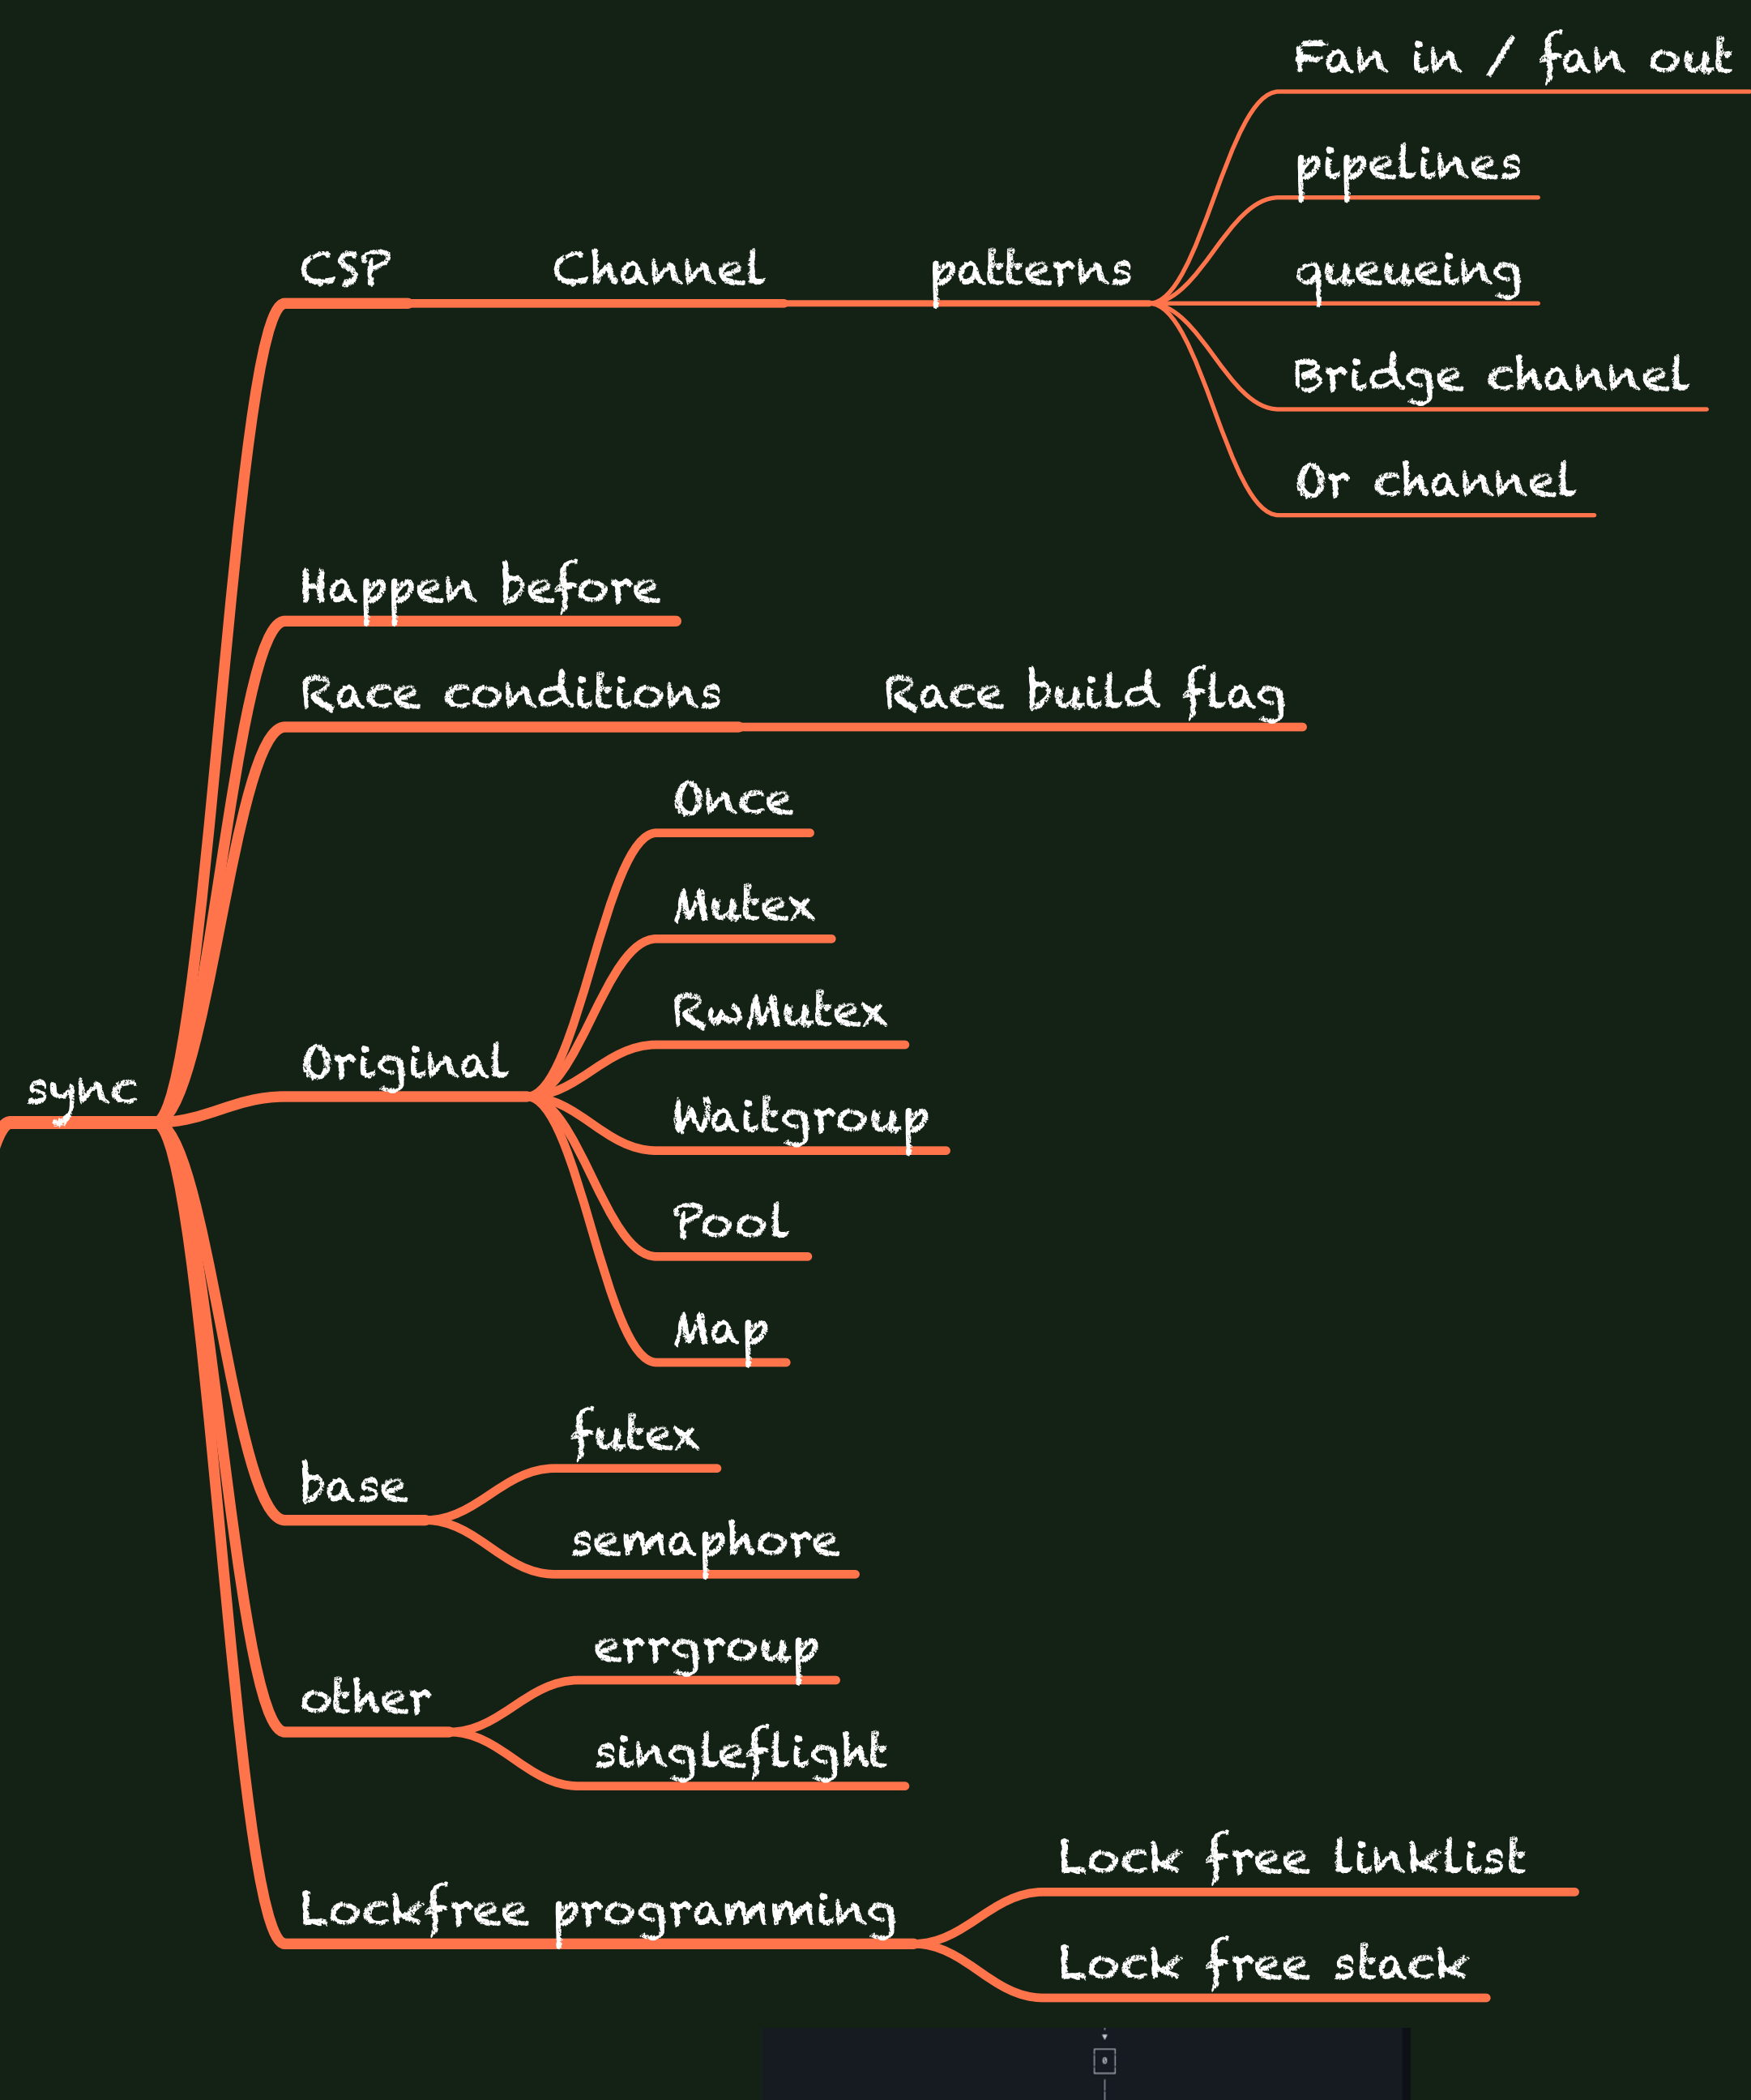 Fan in / fan out
pipelines
CSP Channel patterns queueing
Bridge channel
Or channel
Happen before
Race conditions Race build flag
Once
Mutex
RwMutex
Original
sync
Waitgroup
Pool
Map
futex
base
semaphore
errgroup
other
singleflight
Lock free linklist
Lockfree programming
Lock free stack
0